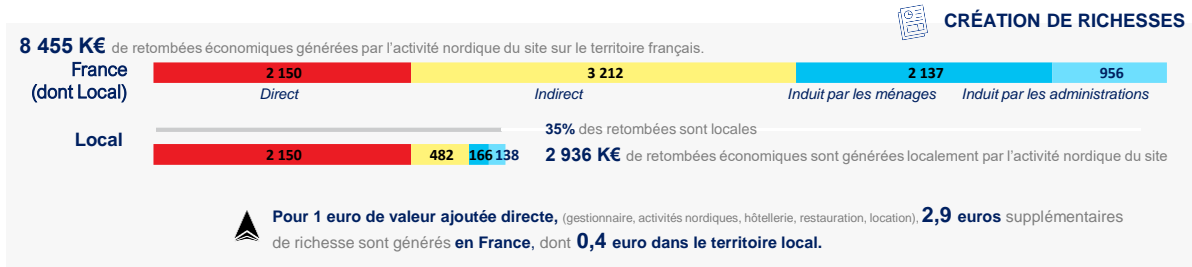 CRÉATION DE RICHESSES
8 455 K€ de retombées économiques générées par l'activité nordique du site sur le territoire français.
France
(dont Local)
2 150
3 212
2 137
956
Direct
Indirect
Induit par les ménages
Induit par les administrations
Local
35% des retombées sont locales
2 150
482
166
138
2 936 K€ de retombées économiques sont générées localement par l'activité nordique du site
Pour 1 euro de valeur ajoutée directe, (gestionnaire, activités nordiques, hôtellerie, restauration, location), 2,9 euros supplémentaires
de richesse sont générés en France, dont 0,4 euro dans le territoire local.